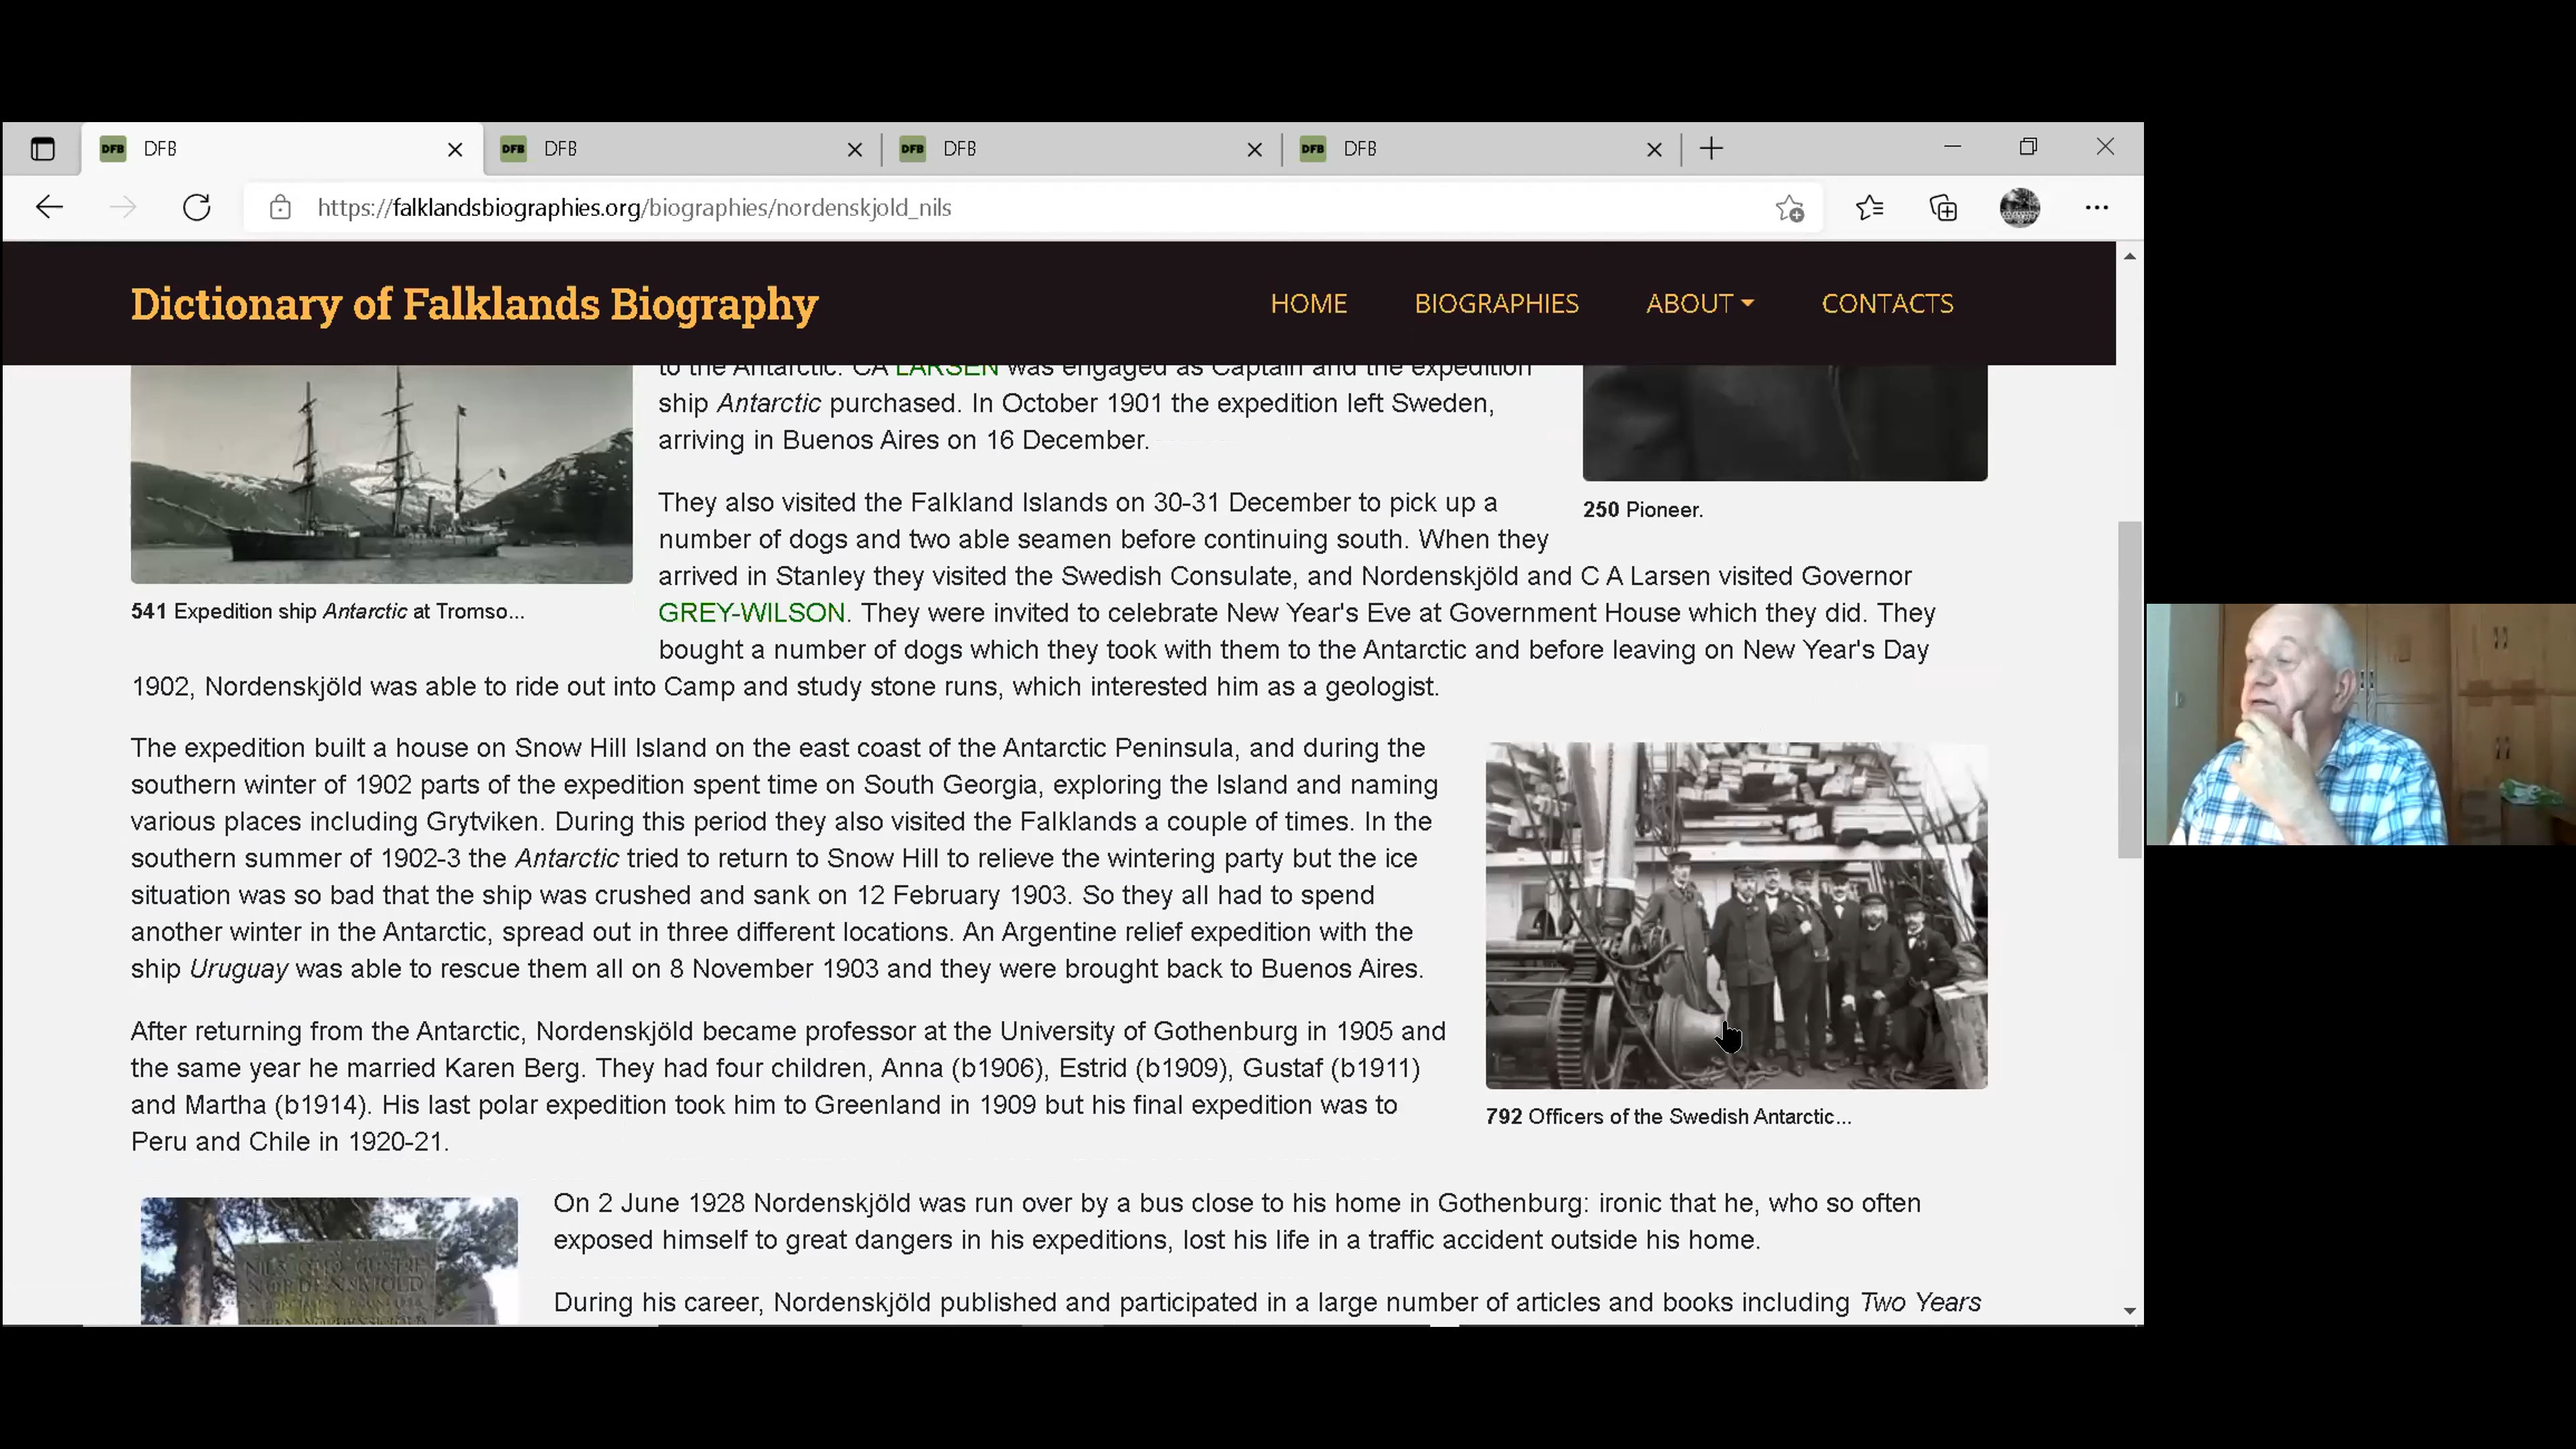 DFB
DFB
DFB
DFB
https://falklandsbiographies.org/biographies/nordenskjold_nils
Dictionary of Falklands Biography
HOME
BIOGRAPHIES
ABOUT
CONTACTS
to the Antarctic. CA LARSEN was engaged as Captain and the expedition
ship Antarctic purchased. In October 1901 the expedition left Sweden,
arriving in Buenos Aires on 16 December.
250 Pioneer.
They also visited the Falkland Islands on 30-31 December to pick up a
number of dogs and two able seamen before continuing south. When they
arrived in Stanley they visited the Swedish Consulate, and Nordenskjöld and C A Larsen visited Governor
541 Expedition ship Antarctic at Tromso...
GREY-WILSON. They were invited to celebrate New Year's Eve at Government House which they did. They
bought a number of dogs which they took with them to the Antarctic and before leaving on New Year's Day
1902, Nordenskjöld was able to ride out into Camp and study stone runs, which interested him as a geologist.
The expedition built a house on Snow Hill Island on the east coast of the Antarctic Peninsula, and during the
southern winter of 1902 parts of the expedition spent time on South Georgia, exploring the Island and naming
various places including Grytviken. During this period they also visited the Falklands a couple of times. In the
southern summer of 1902-3 the Antarctic tried to return to Snow Hill to relieve the wintering party but the ice
situation was so bad that the ship was crushed and sank on 12 February 1903. So they all had to spend
another winter in the Antarctic, spread out in three different locations. An Argentine relief expedition with the
ship Uruguay was able to rescue them all on 8 November 1903 and they were brought back to Buenos Aires.
After returning from the Antarctic, Nordenskjöld became professor at the University of Gothenburg in 1905 and
the same year he married Karen Berg. They had four children, Anna (b1906), Estrid (b1909), Gustaf (b1911)
and Martha (b1914). His last polar expedition took him to Greenland in 1909 but his final expedition was to
Peru and Chile in 1920-21.
792 Officers of the Swedish Antarctic...
On 2 June 1928 Nordenskjöld was run over by a bus close to his home in Gothenburg: ironic that he, who so often
exposed himself to great dangers in his expeditions, lost his life in a traffic accident outside his home.
NILS OTTO GUSTAF
NORDENSKJÖLD
During his career, Nordenskjöld published and participated in a large number of articles and books including Two Years